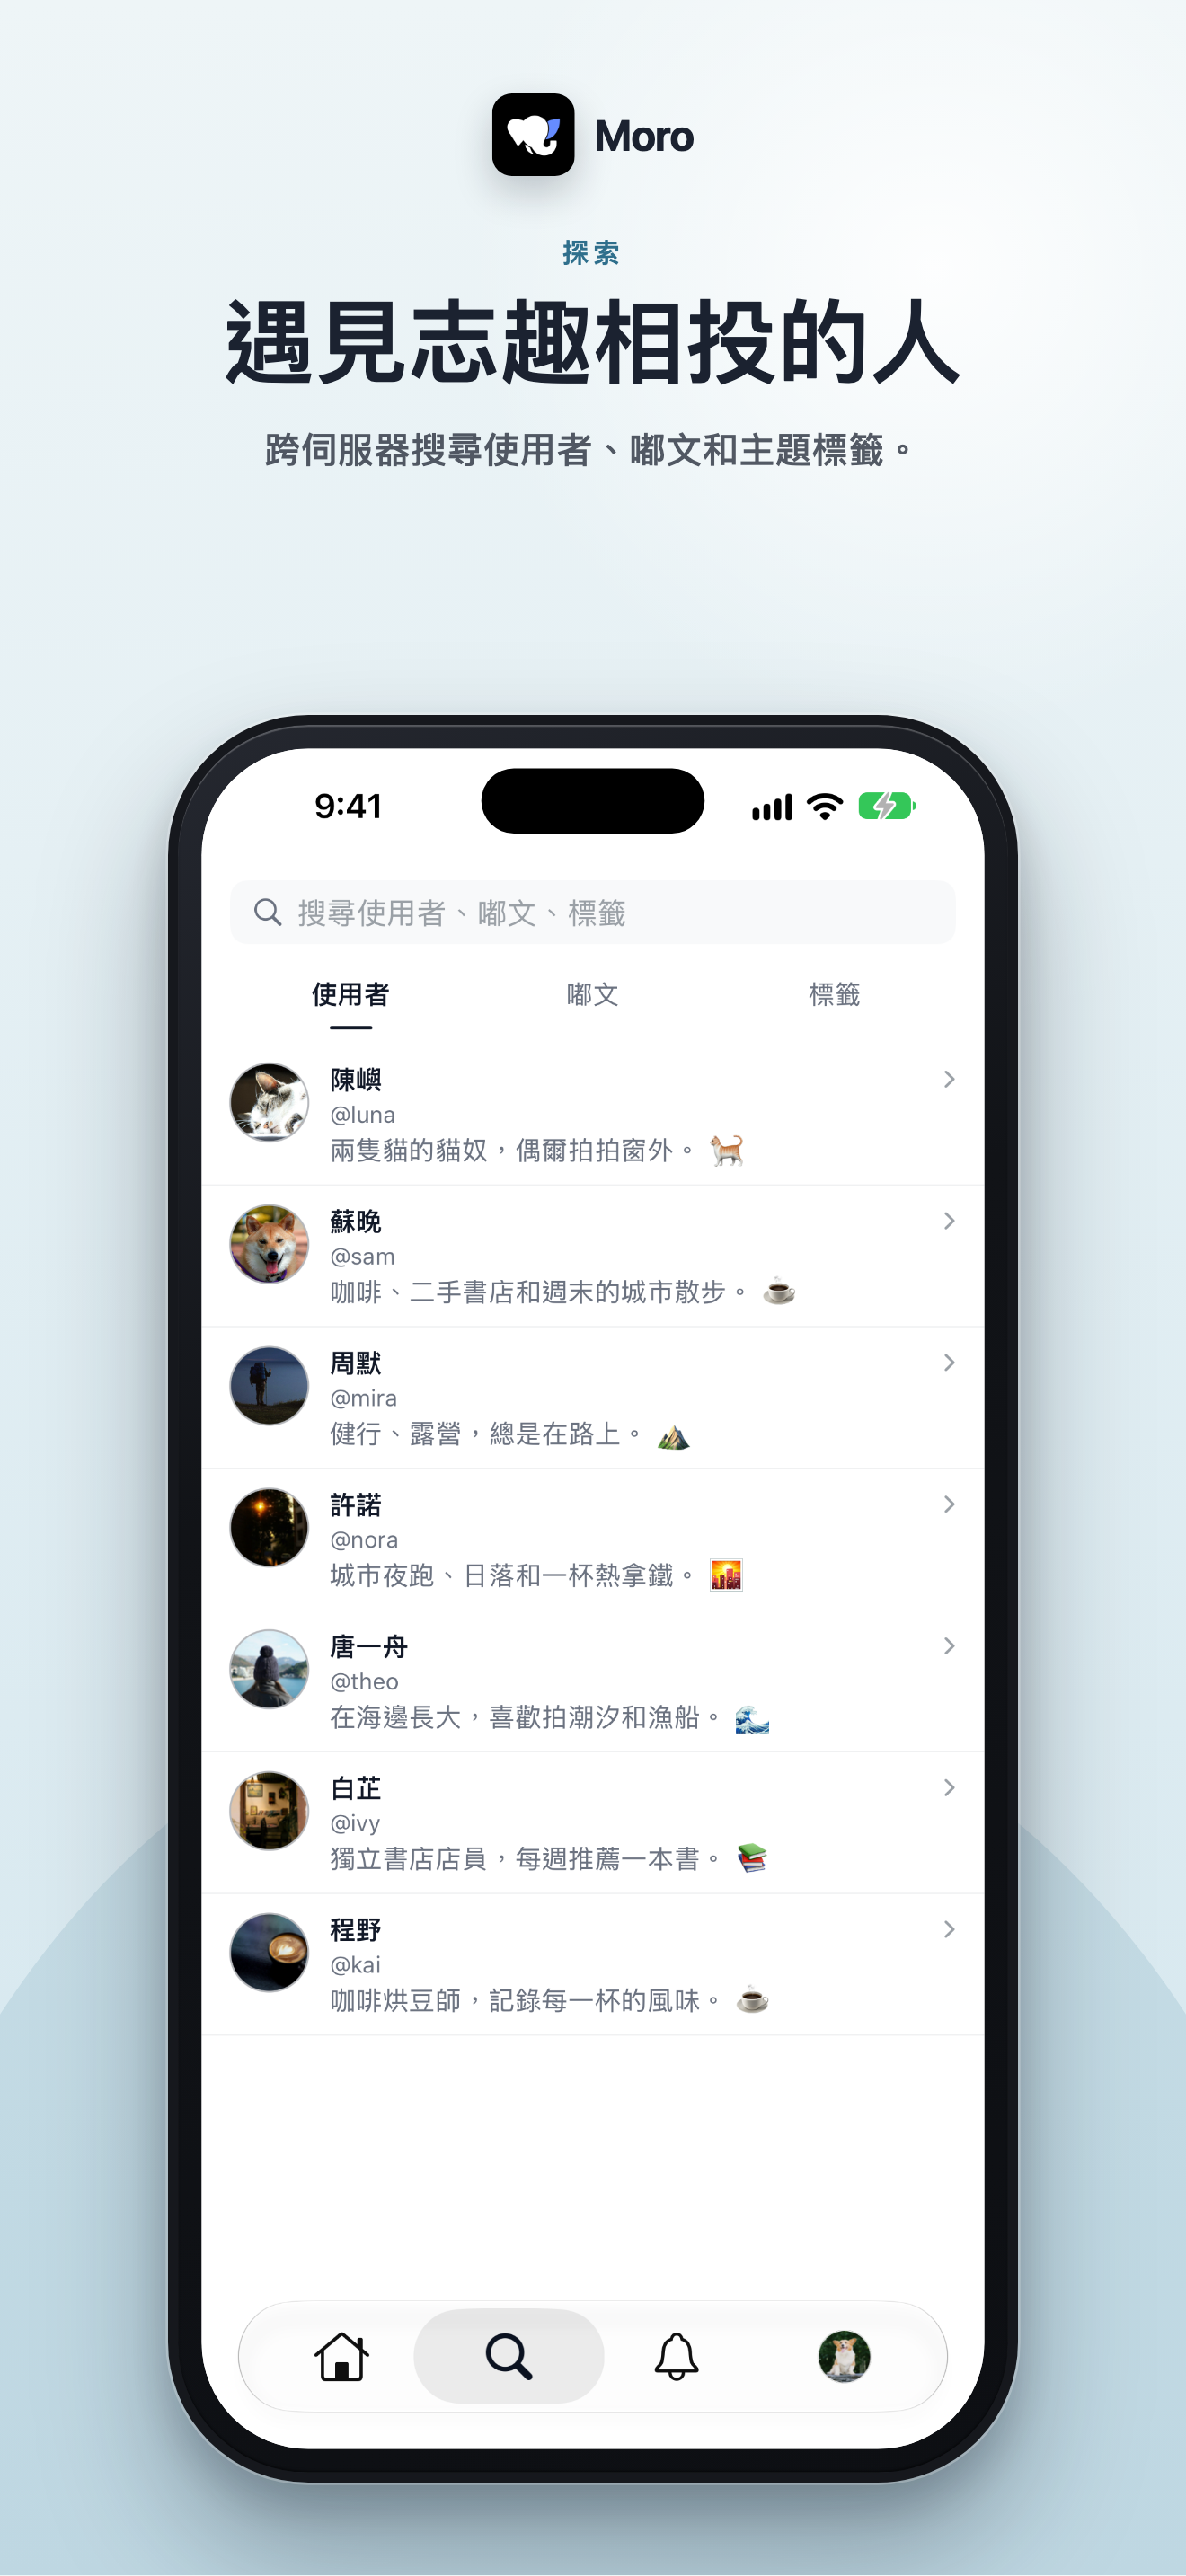 Moro
探索
遇見志趣相投的人
跨伺服器搜尋使用者、嘟文和主題標籤。
9:41
搜尋使用者、嘟文、標籤
使用者 嘟文 標籤
陳嶼
@luna
兩隻貓的貓奴，偶爾拍拍窗外。🐈
蘇晚
@sam
咖啡、二手書店和週末的城市散步。☕
周默
@mira
健行、露營，總是在路上。⛰️
許諾
@nora
城市夜跑、日落和一杯熱拿鐵。🌇
唐一舟
@theo
在海邊長大，喜歡拍潮汐和漁船。🌊
白芷
@ivy
獨立書店店員，每週推薦一本書。📚
程野
@kai
咖啡烘豆師，記錄每一杯的風味。☕